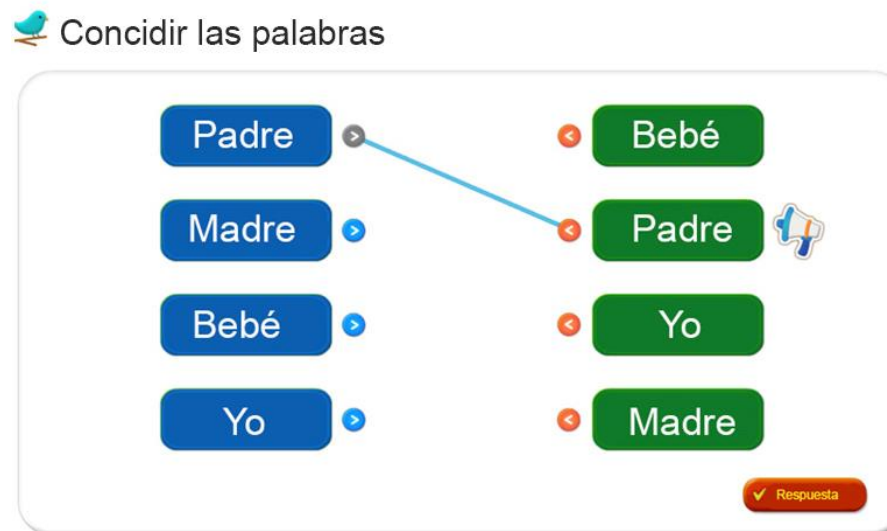 Concidir las palabras
Padre
Bebé
Madre
Padre
Bebé
Yo
Yo
Madre
Respuesta